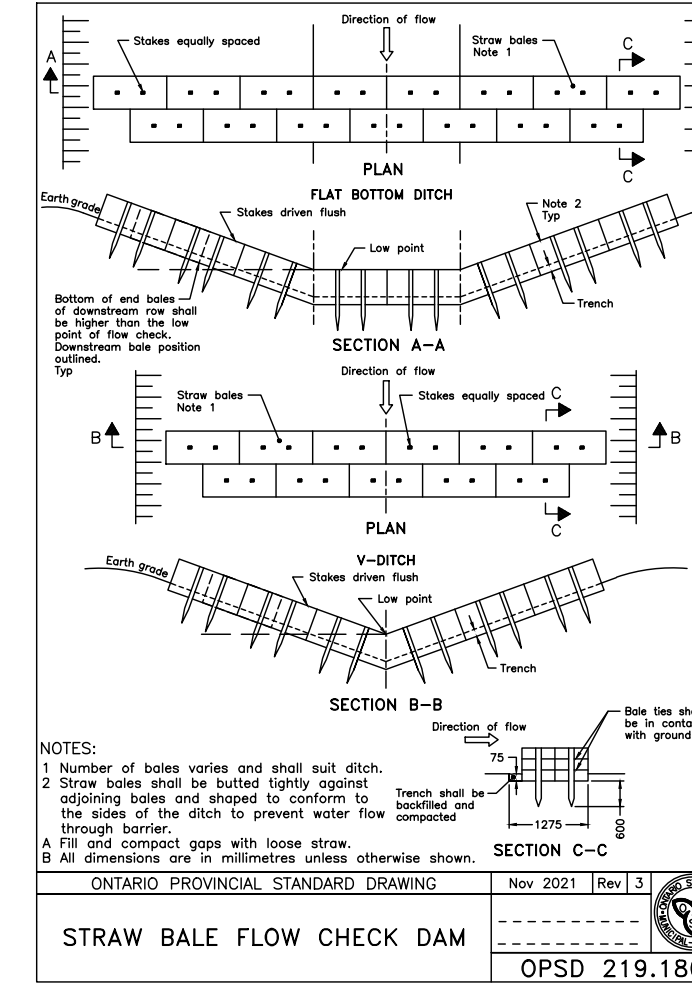 Direction of flow
Stakes equally spaced
Straw bales
Note 1
C
A
C
PLAN
FLAT BOTTOM DITCH
Earth grade
Stakes driven flush
Note 2
Typ
Low point
Trench
Bottom of end bales
of downstream row shall
be higher than the low
point of flow check.
Downstream bale position
outlined.
Typ
SECTION A-A
Direction of flow
Straw bales
Note 1
Stakes equally spaced
C
B
B
C
PLAN
V-DITCH
Earth grade
Stakes driven flush
Low point
Trench
SECTION B-B
Bale ties
be in
with ground
Direction of flow
75
Trench shall be
backfilled and
compacted
1275
600
SECTION C-C
NOTES:
1 Number of bales varies and shall suit ditch.
2 Straw bales shall be butted tightly against
adjoining bales and shaped to conform to
the sides of the ditch to prevent water flow
through barrier.
A Fill and compact gaps with loose straw.
B All dimensions are in millimetres unless otherwise shown.
ONTARIO PROVINCIAL STANDARD DRAWING
Nov 2021 Rev 3
STRAW BALE FLOW CHECK DAM
OPSD